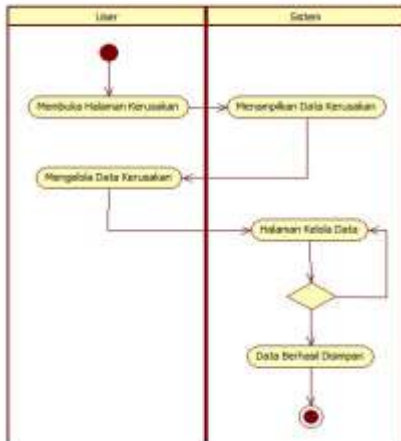 User
Sistem
Membuka Halaman Kerusakan
Menampilkan Data Kerusakan
Mengelola Data Kerusakan
Halaman Kelola Data
Data Berhasil Disimpan